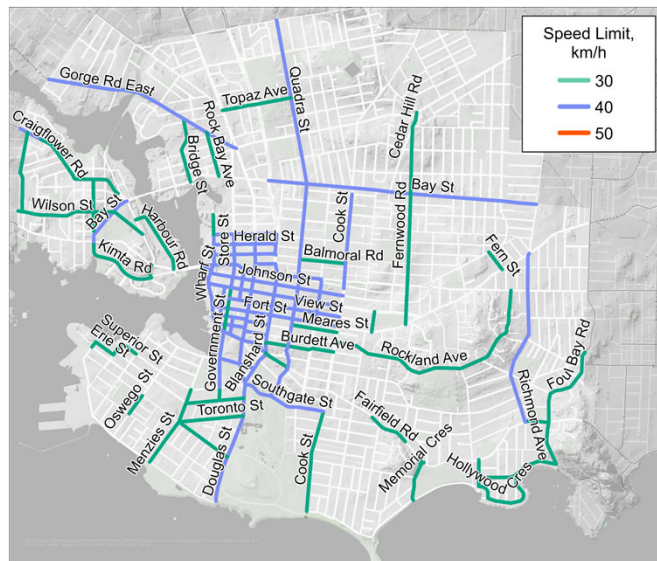 Speed Limit,
km/h
30
40
50
Gorge Rd East
Topaz Ave
Quadra St
Cedar Hill Rd
Rock Bay Ave
Bridge St
Craigflower Rd
Wilson St
Bay St
Harbour Rd
Kimta Rd
Bay St
Cook St
Fernwood Rd
Store St
Herald St
Balmoral Rd
Fern St
Wharf St
Johnson St
View St
Fort St
Meares St
Government St
Blanshard St
Burdett Ave
Rockland Ave
Foul Bay Rd
Superior St
Erie St
Southgate St
Richmond Ave
Oswego St
Toronto St
Fairfield Rd
Menzies St
Douglas St
Cook St
Memorial Cres
Hollywood Cres